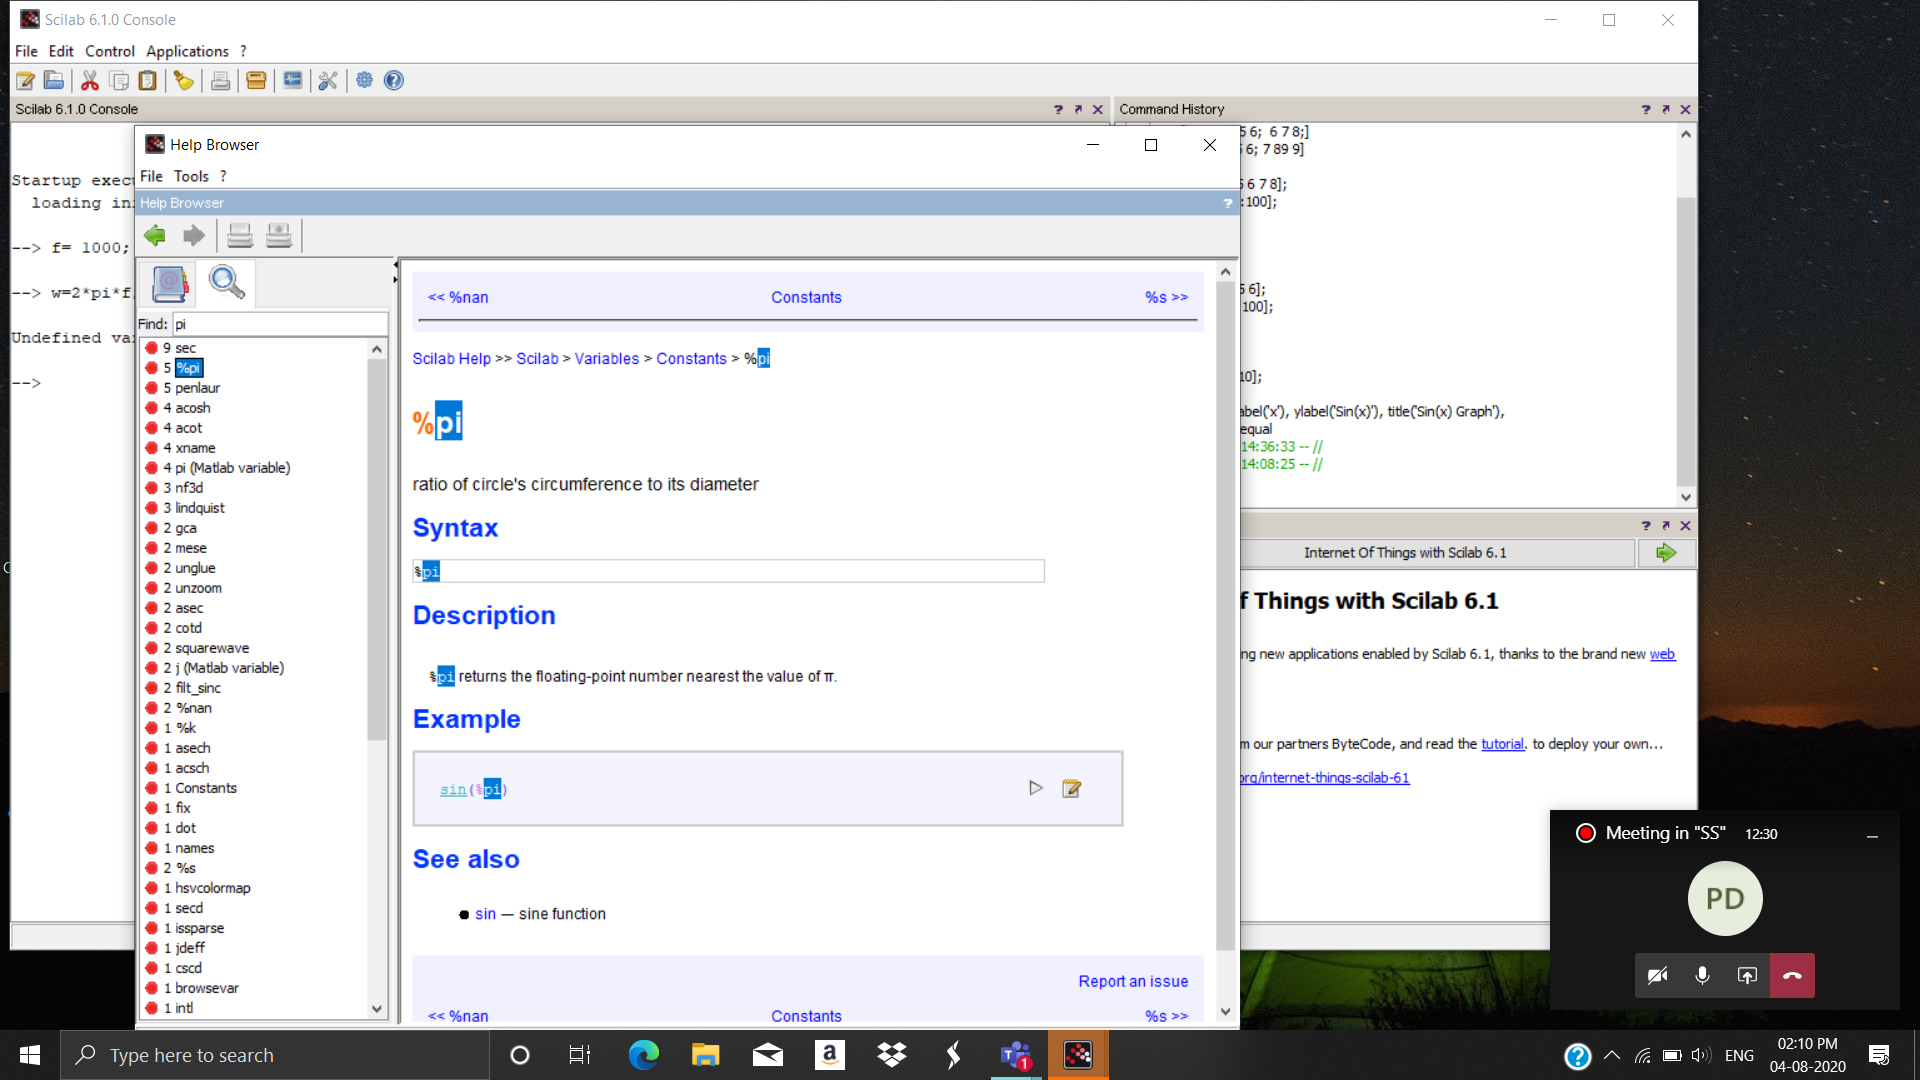 Scilab 6.1.0 Console
File Edit Control Applications ?
Scilab 6.1.0 Console
Startup exec
loading in
--> f= 1000;
--> w=2*pi*f
Undefined va
-->
Command History
5 6; 6 7 8;]
6; 7 89 9]
6 7 8];
:100];
5 6];
100];
10];
abel('x'), ylabel('Sin(x)'), title('Sin(x) Graph'),
equal
14:36:33 -- //
14:08:25 -- //
Internet Of Things with Scilab 6.1
f Things with Scilab 6.1
ng new applications enabled by Scilab 6.1, thanks to the brand new web
m our partners ByteCode, and read the tutorial. to deploy your own...
org/internet-things-scilab-61
Help Browser
File Tools ?
Help Browser
Find: pi
9 sec
5 %pi
5 penlaur
4 acosh
4 acot
4 xname
4 pi (Matlab variable)
3 nf3d
3 lindquist
2 gca
2 mese
2 unglue
2 unzoom
2 asec
2 cotd
2 squarewave
2 j (Matlab variable)
2 filt_sinc
2 %nan
1 %k
1 asech
1 acsch
1 Constants
1 fix
1 dot
1 names
2 %s
1 hsvcolormap
1 secd
1 issparse
1 jdeff
1 cscd
1 browsevar
1 intl
<< %nan Constants %s >>
Scilab Help >> Scilab > Variables > Constants > %pi
%pi
ratio of circle's circumference to its diameter
Syntax
%pi
Description
%pi returns the floating-point number nearest the value of π.
Example
sin(%pi)
See also
sin — sine function
Report an issue
<< %nan Constants %s >>
Meeting in "SS" 12:30
PD
Type here to search
a
1
ENG
02:10 PM
04-08-2020